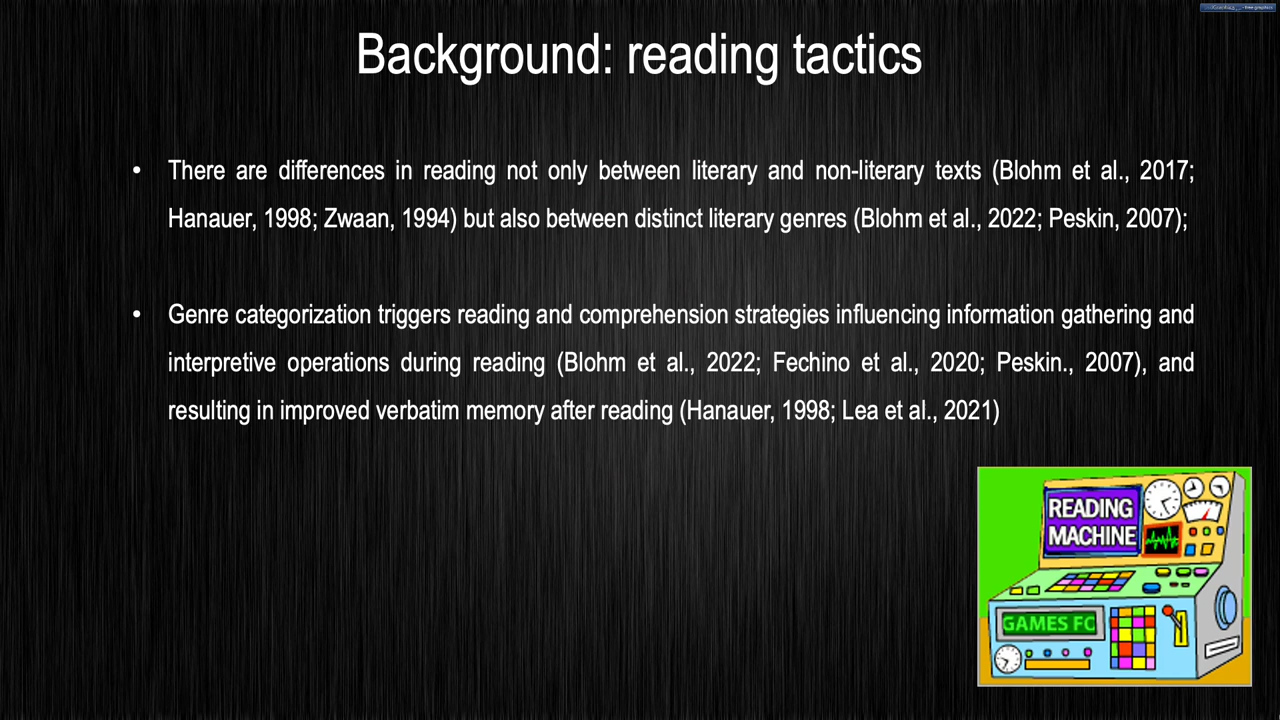 Background: reading tactics
• There are differences in reading not only between literary and non-literary texts (Blohm et al., 2017;
Hanauer, 1998; Zwaan, 1994) but also between distinct literary genres (Blohm et al., 2022; Peskin, 2007);
• Genre categorization triggers reading and comprehension strategies influencing information gathering and
interpretive operations during reading (Blohm et al., 2022; Fechino et al., 2020; Peskin., 2007), and
resulting in improved verbatim memory after reading (Hanauer, 1998; Lea et al., 2021)
READING
MACHINE
GAMES FC